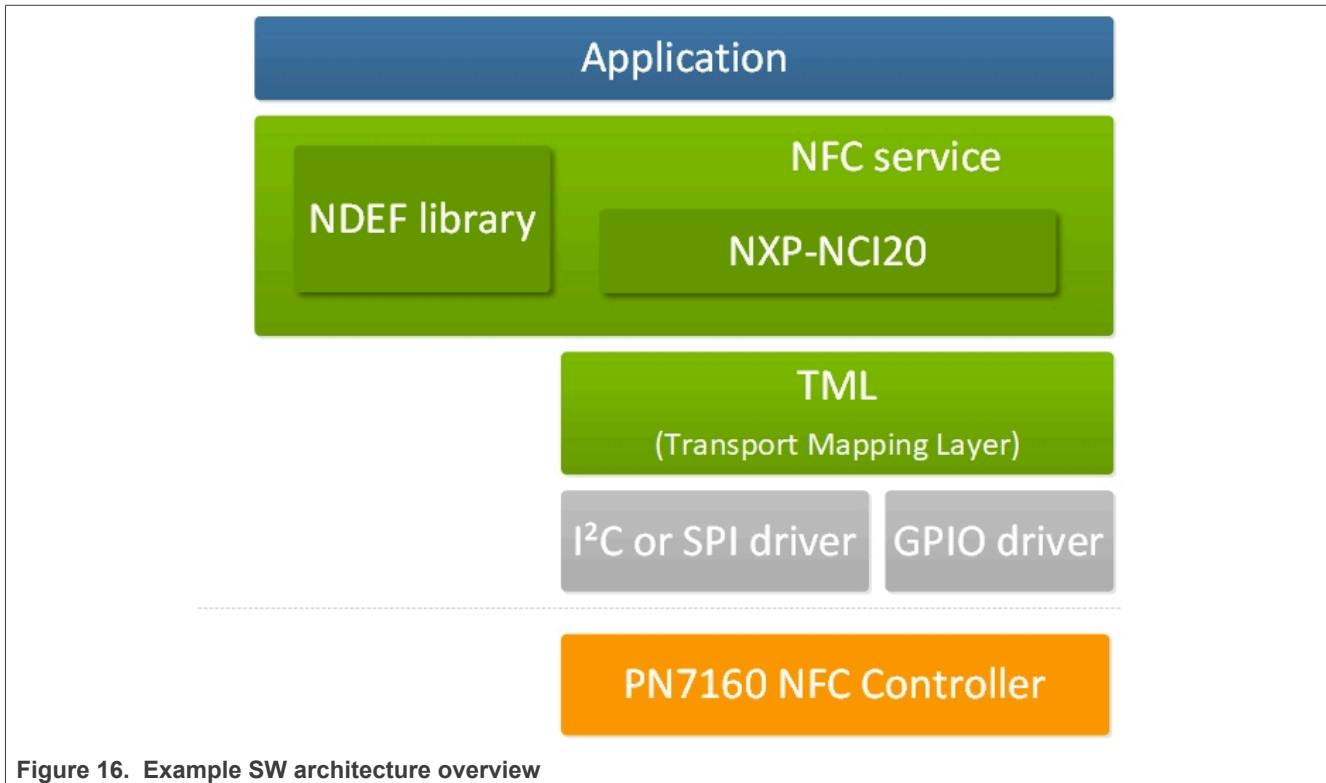 Application
NFC service
NDEF library
NXP-NCI20
TML
(Transport Mapping Layer)
I²C or SPI driver
GPIO driver
PN7160 NFC Controller
Figure 16. Example SW architecture overview